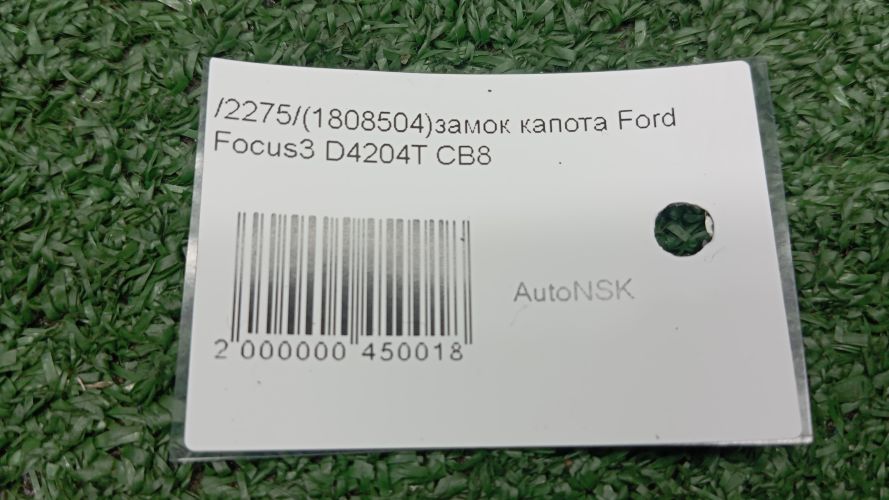 /2275/(1808504)замок капота Ford
Focus3 D4204T CB8
AutoNSK
2 000000 450018